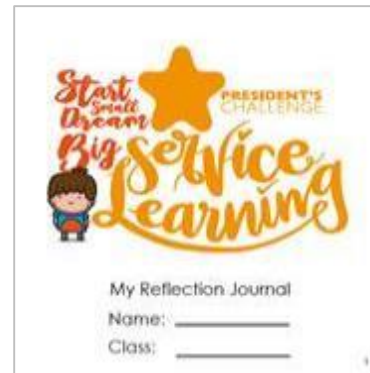 Start
Small
Dream
Big
PRESIDENT'S
CHALLENGE
Service
Learning
My Reflection Journal
Name:
Class: